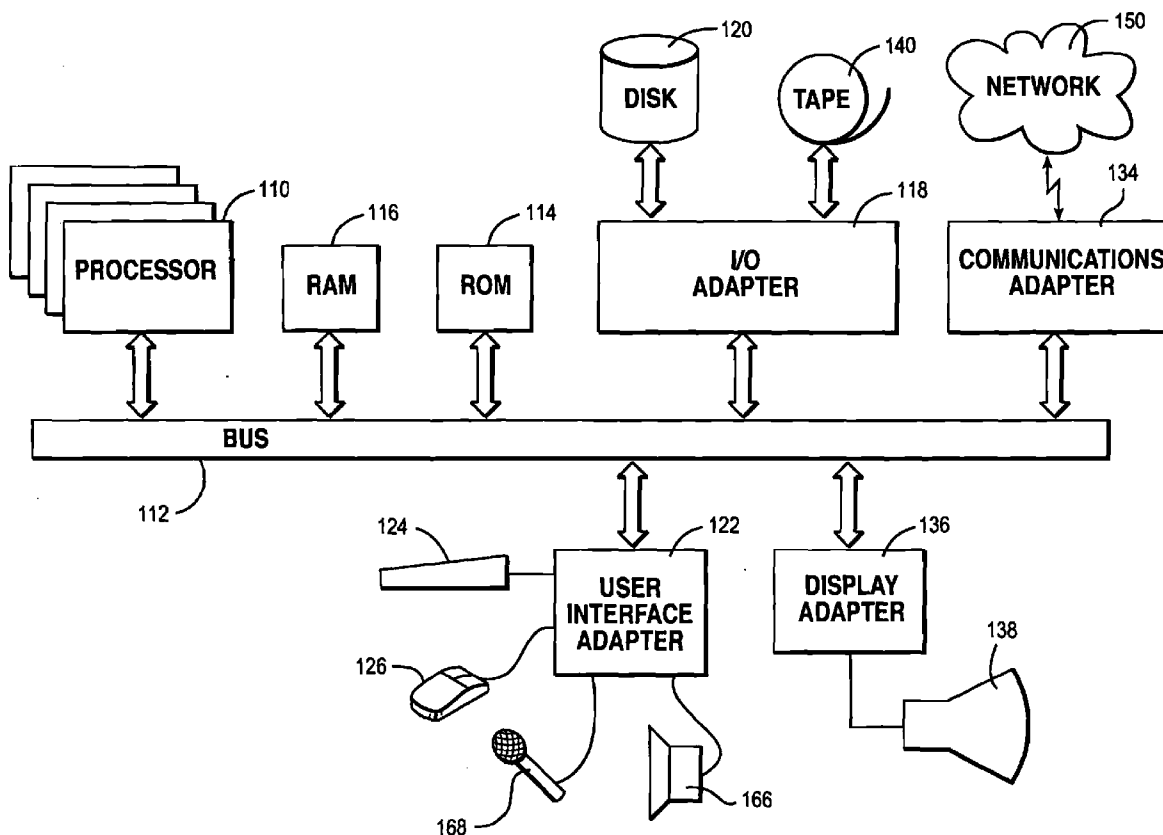 120
DISK
140
TAPE
150
NETWORK
110
PROCESSOR
116
RAM
114
ROM
118
I/O
ADAPTER
134
COMMUNICATIONS
ADAPTER
BUS
112
124
122
USER
INTERFACE
ADAPTER
136
DISPLAY
ADAPTER
126
138
168
166